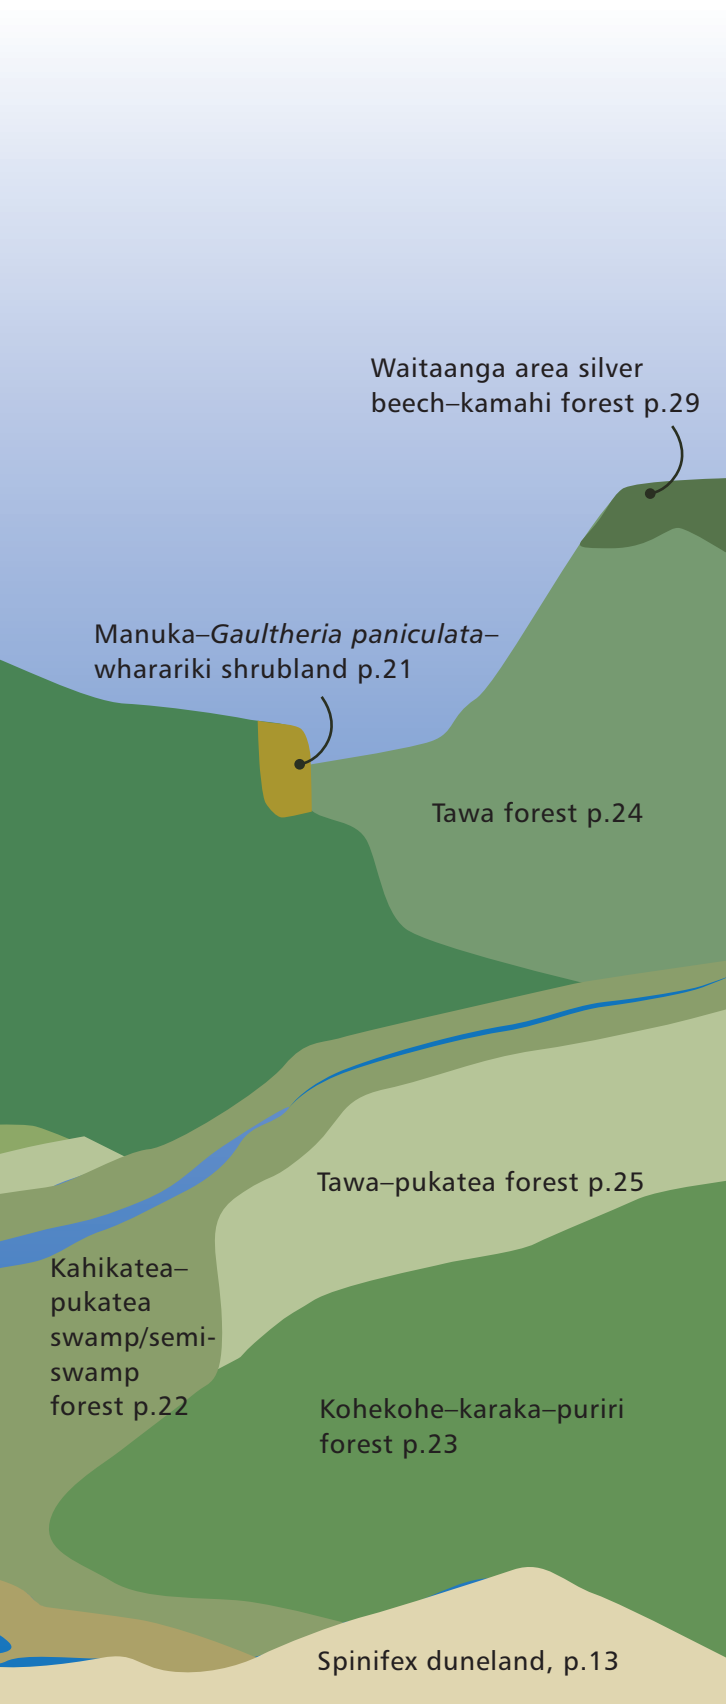 Waitaanga area silver
beech–kamahi forest p.29
Manuka–Gaultheria paniculata–
wharariki shrubland p.21
Tawa forest p.24
Tawa–pukatea forest p.25
Kahikatea–
pukatea
swamp/semi-
swamp
forest p.22
Kohekohe–karaka–puriri
forest p.23
Spinifex duneland, p.13